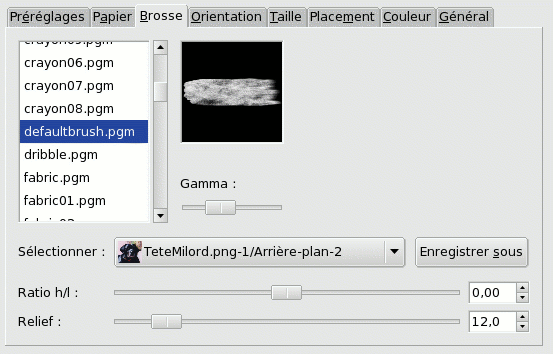 Préréglages Papier Brosse Orientation Taille Placement Couleur Général
crayon06.pgm
crayon07.pgm
crayon08.pgm
defaultbrush.pgm
dribble.pgm
fabric.pgm
fabric01.pgm
Gamma :
Sélectionner : TeteMilord.png-1/Arrière-plan-2 Enregistrer sous
Ratio h/l : 0,00
Relief : 12,0